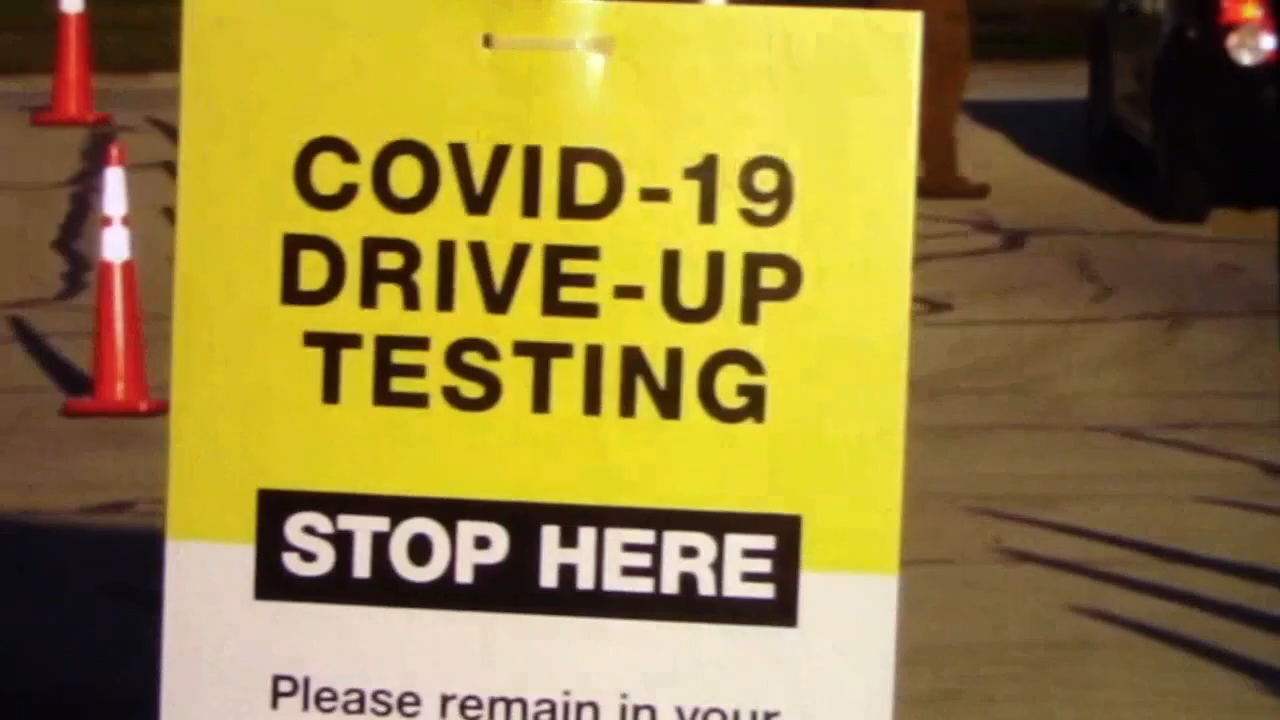 COVID-19
DRIVE-UP
TESTING
STOP HERE
Please remain in your